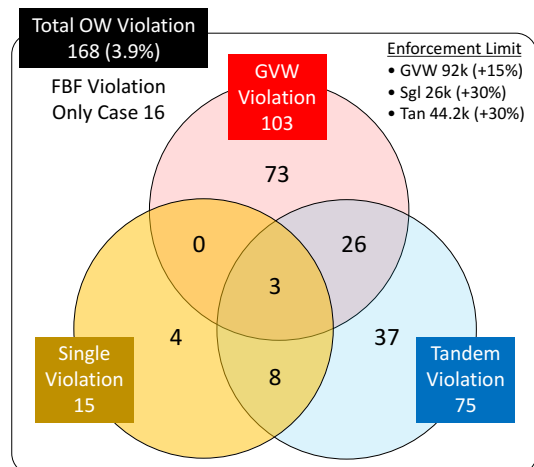 Total OW Violation
168 (3.9%)
FBF Violation
Only Case 16
GVW
Violation
103
Enforcement Limit
• GVW 92k (+15%)
• Sgl 26k (+30%)
• Tan 44.2k (+30%)
73
0
26
3
4
37
8
Single
Violation
15
Tandem
Violation
75